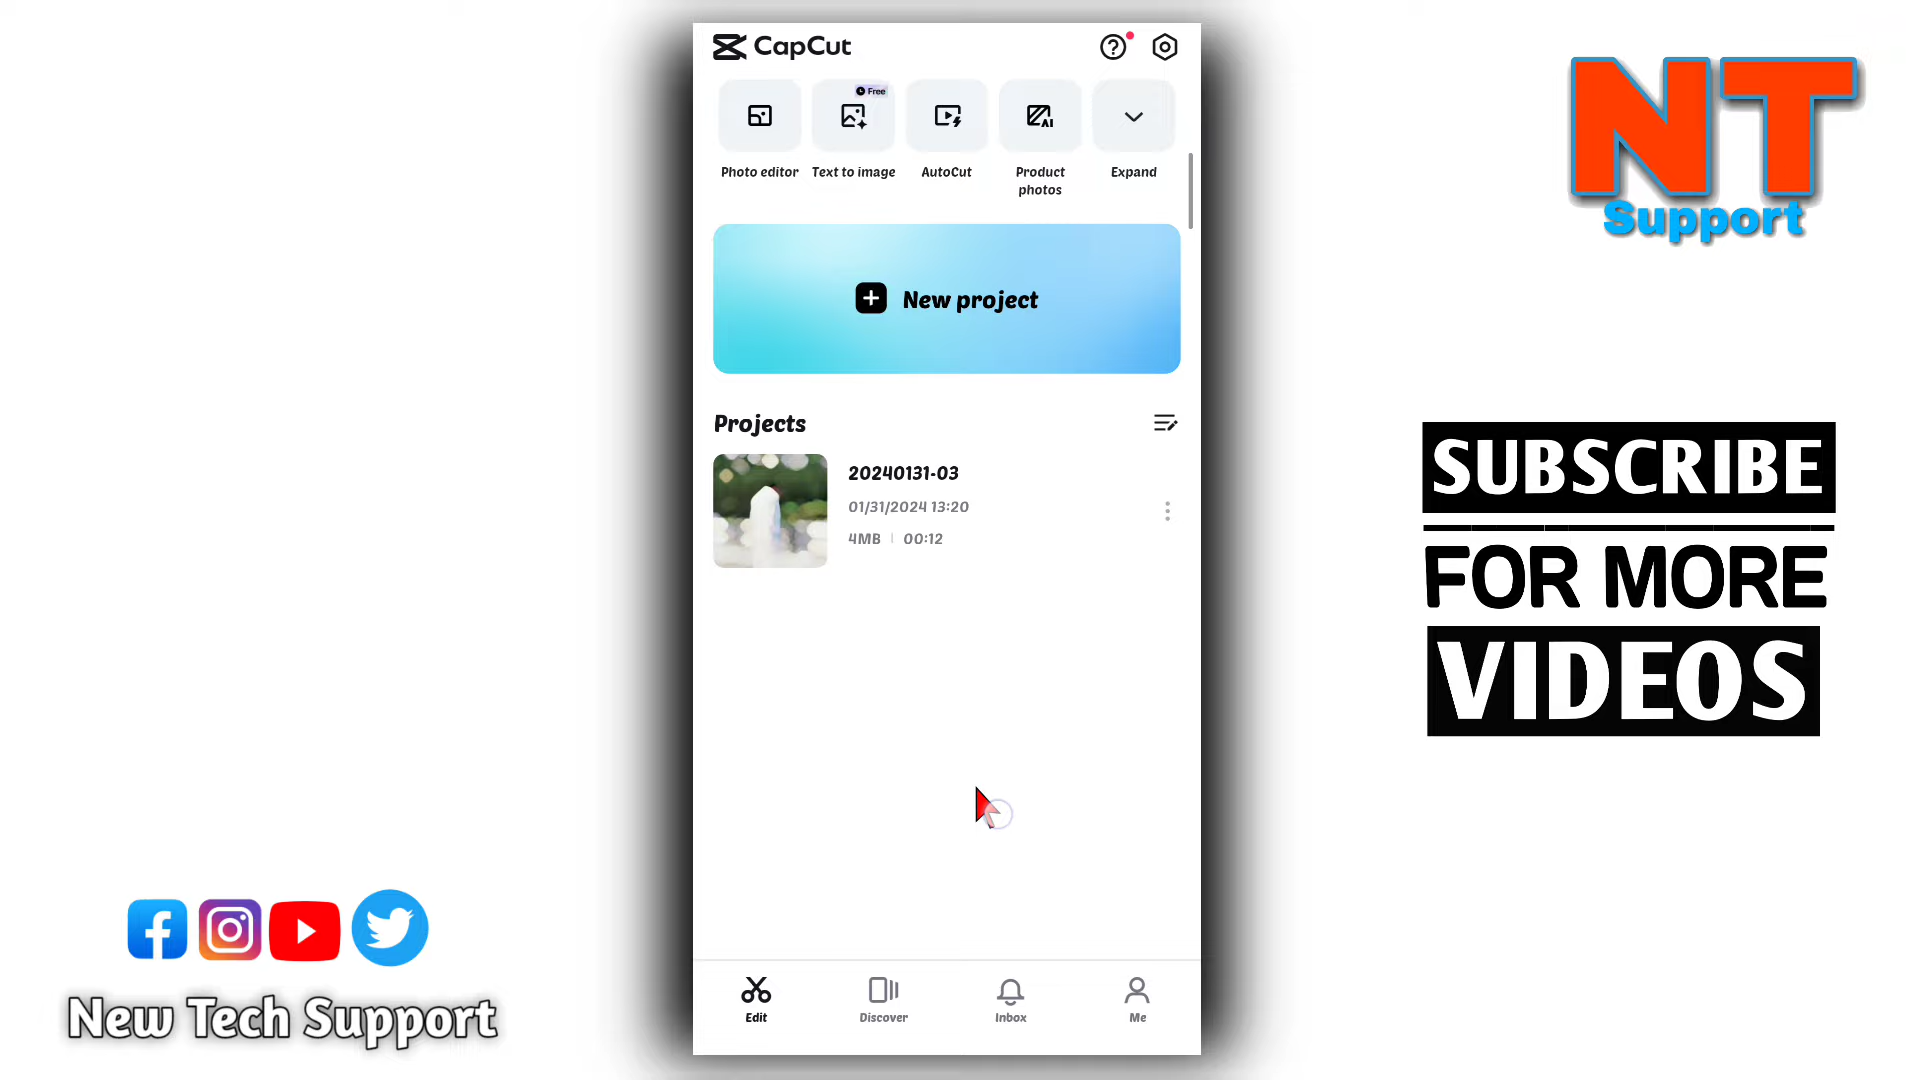 CapCut
Free
Photo editor
Text to image
AutoCut
Product
photos
AI
Expand
New project
Projects
20240131-03
01/31/2024 13:20
4MB | 00:12
Edit
Discover
Inbox
Me
NT
Support
SUBSCRIBE
FOR MORE
VIDEOS
New Tech Support